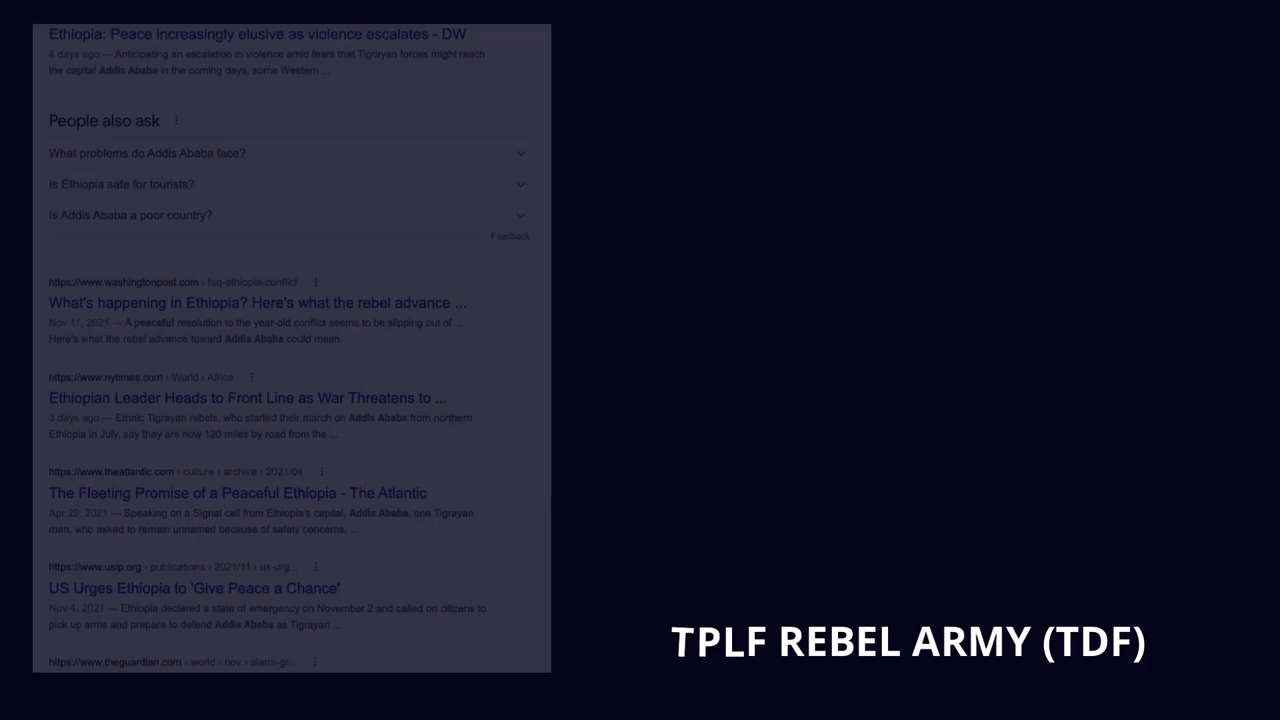 Ethiopia: Peace increasingly elusive as violence escalates - DW
4 days ago — Anticipating an escalation in violence amid fears that Tigrayan forces might reach
the capital Addis Ababa in the coming days, some Western ...
People also ask
What problems do Addis Ababa face?
Is Ethiopia safe for tourists?
Is Addis Ababa a poor country?
Feedback
https://www.washingtonpost.com › faq-ethiopia-conflict
What's happening in Ethiopia? Here's what the rebel advance ...
Nov 11, 2021 — A peaceful resolution to the year-old conflict seems to be slipping out of ...
Here's what the rebel advance toward Addis Ababa could mean.
https://www.nytimes.com › World › Africa
Ethiopian Leader Heads to Front Line as War Threatens to ...
3 days ago — Ethnic Tigrayan rebels, who started their march on Addis Ababa from northern
Ethiopia in July, say they are now 120 miles by road from the ...
https://www.theatlantic.com › culture › archive › 2021/04
The Fleeting Promise of a Peaceful Ethiopia - The Atlantic
Apr 29, 2021 — Speaking on a Signal call from Ethiopia's capital, Addis Ababa, one Tigrayan
man, who asked to remain unnamed because of safety concerns, ...
https://www.usip.org › publications › 2021/11 › us-urg...
US Urges Ethiopia to 'Give Peace a Chance'
Nov 4, 2021 — Ethiopia declared a state of emergency on November 2 and called on citizens to
pick up arms and prepare to defend Addis Ababa as Tigrayan ...
https://www.theguardian.com › world › nov › alarm-gr...
TPLF REBEL ARMY (TDF)